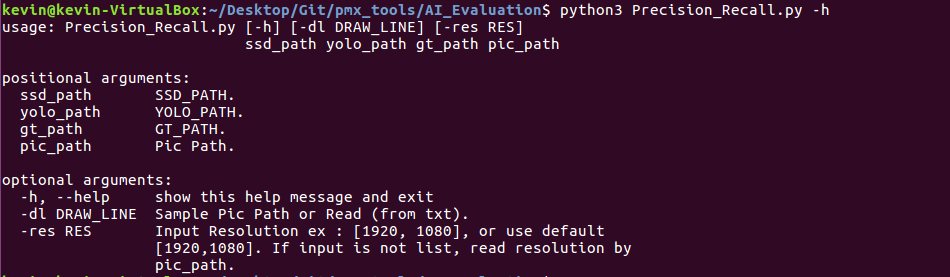 kevin@kevin-VirtualBox:~/Desktop/Git/pmx_tools/AI_Evaluation$ python3 Precision_Recall.py -h
usage: Precision_Recall.py [-h] [-dl DRAW_LINE] [-res RES]
ssd_path yolo_path gt_path pic_path
positional arguments:
ssd_path SSD_PATH.
yolo_path YOLO_PATH.
gt_path GT_PATH.
pic_path Pic Path.
optional arguments:
-h, --help show this help message and exit
-dl DRAW_LINE Sample Pic Path or Read (from txt).
-res RES Input Resolution ex : [1920, 1080], or use default
[1920,1080]. If input is not list, read resolution by
pic_path.